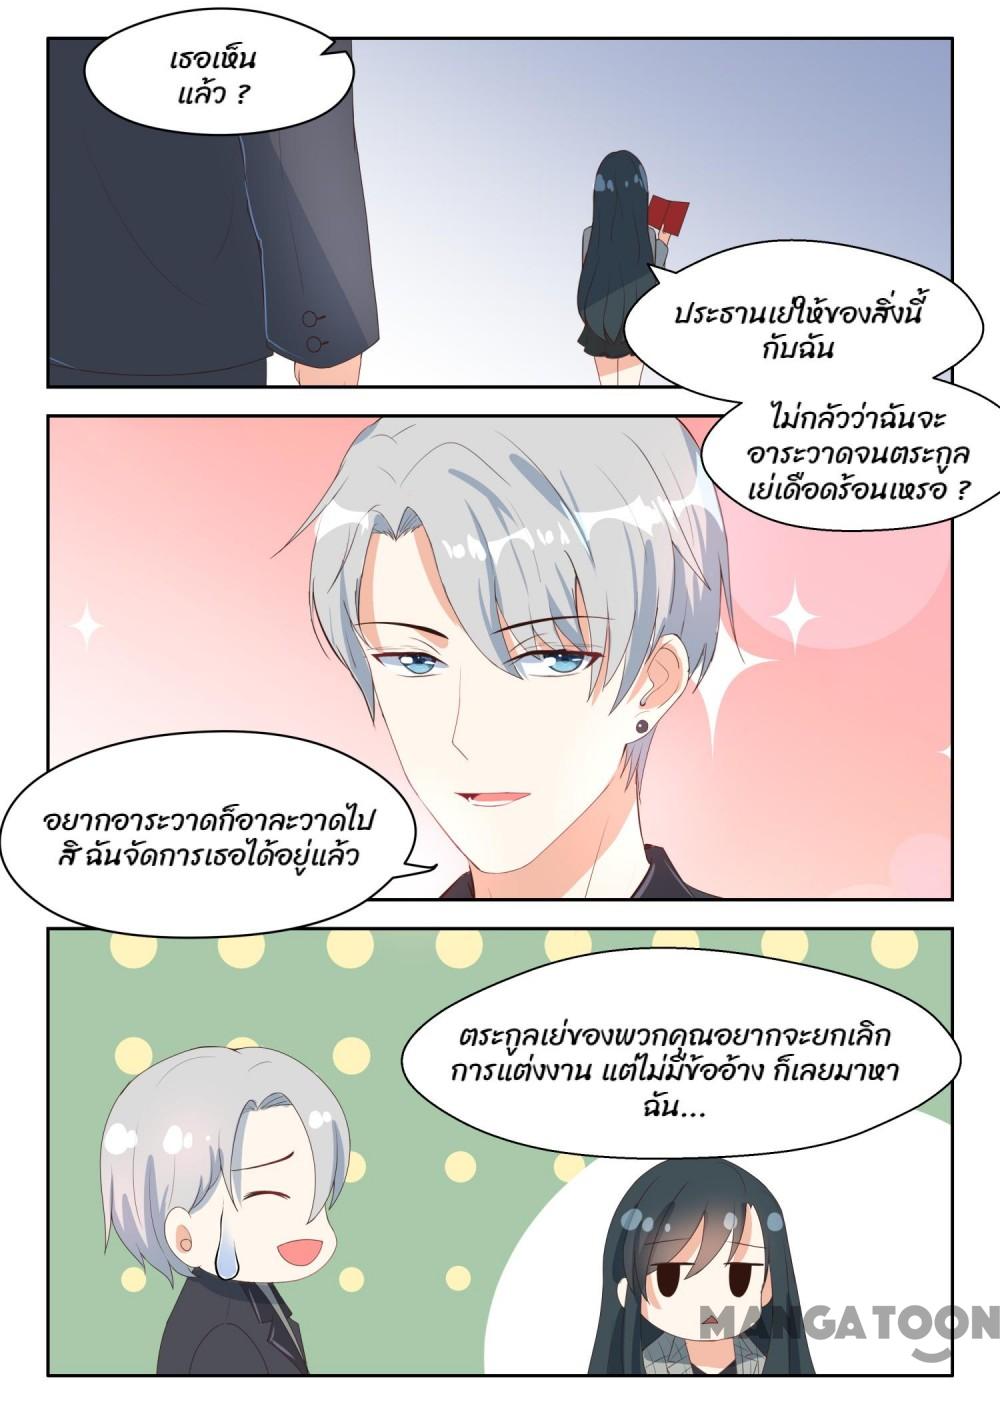 เธอเห็น
แล้ว ?
ประธานเย่ให้ของสิ่งนี้
กับฉัน
ไม่กลัวว่าฉันจะ
อาระวาดจนตระกูล
เย่เดือดร้อนเหรอ ?
อยากอาระวาดก็อาละวาดไป
สิ ฉันจัดการเธอได้อยู่แล้ว
ตระกูลเย่ของพวกคุณอยากจะยกเลิก
การแต่งงาน แต่ไม่มีข้ออ้าง ก็เลยมาหา
ฉัน...
MANGATOON